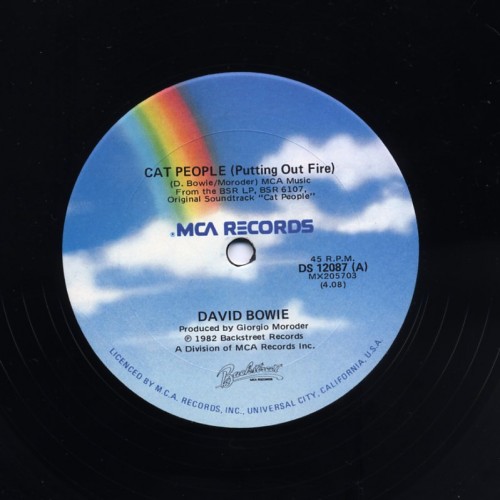 CAT PEOPLE (Putting Out Fire)
(D. Bowie/Moroder) MCA Music
From the BSR LP, BSR 6107,
Original Soundtrack "Cat People"
MCA RECORDS
45 R.P.M.
DS 12087 (A)
MX205703
(4.08)
DAVID BOWIE
Produced by Giorgio Moroder
℗ 1982 Backstreet Records
A Division of MCA Records Inc.
Backstreet
MCA RECORDS
LICENCED BY M.C.A. RECORDS, INC., UNIVERSAL CITY, CALIFORNIA, U.S.A.